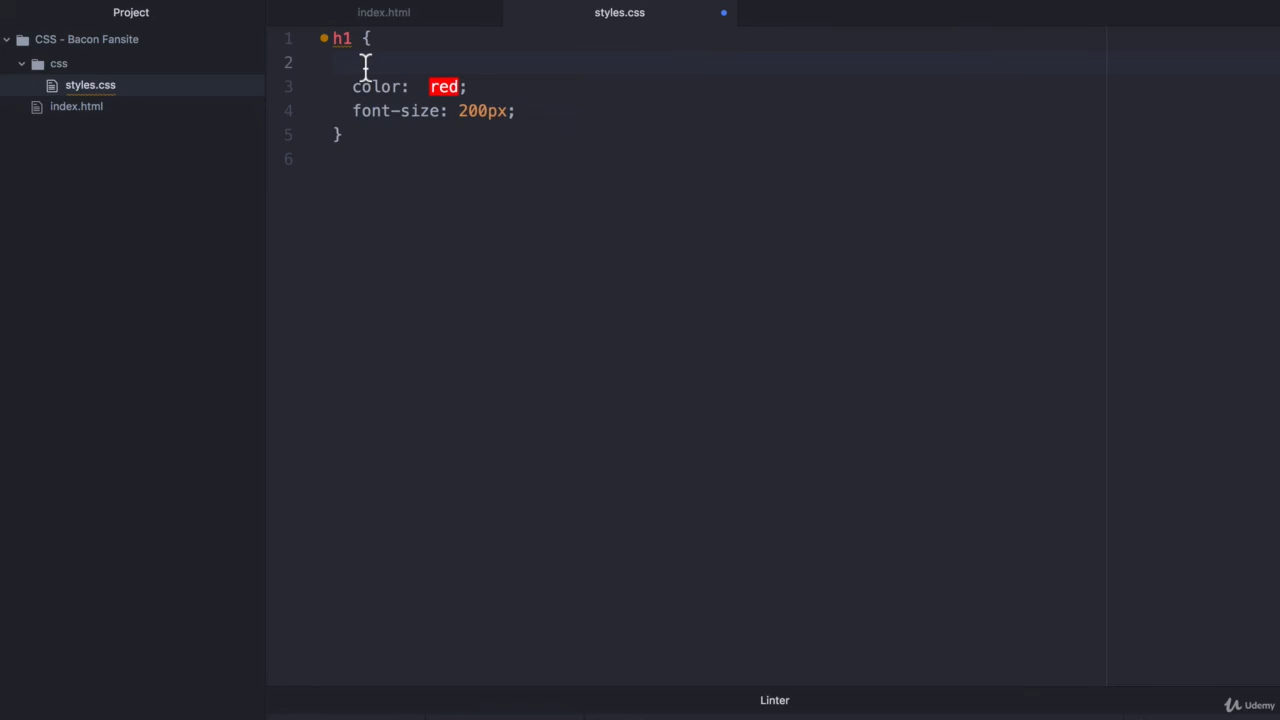 Project
index.html
styles.css
CSS - Bacon Fansite
css
styles.css
index.html
1 h1 {
2
3 color:  red;
4 font-size: 200px;
5 }
6
Linter
Udemy